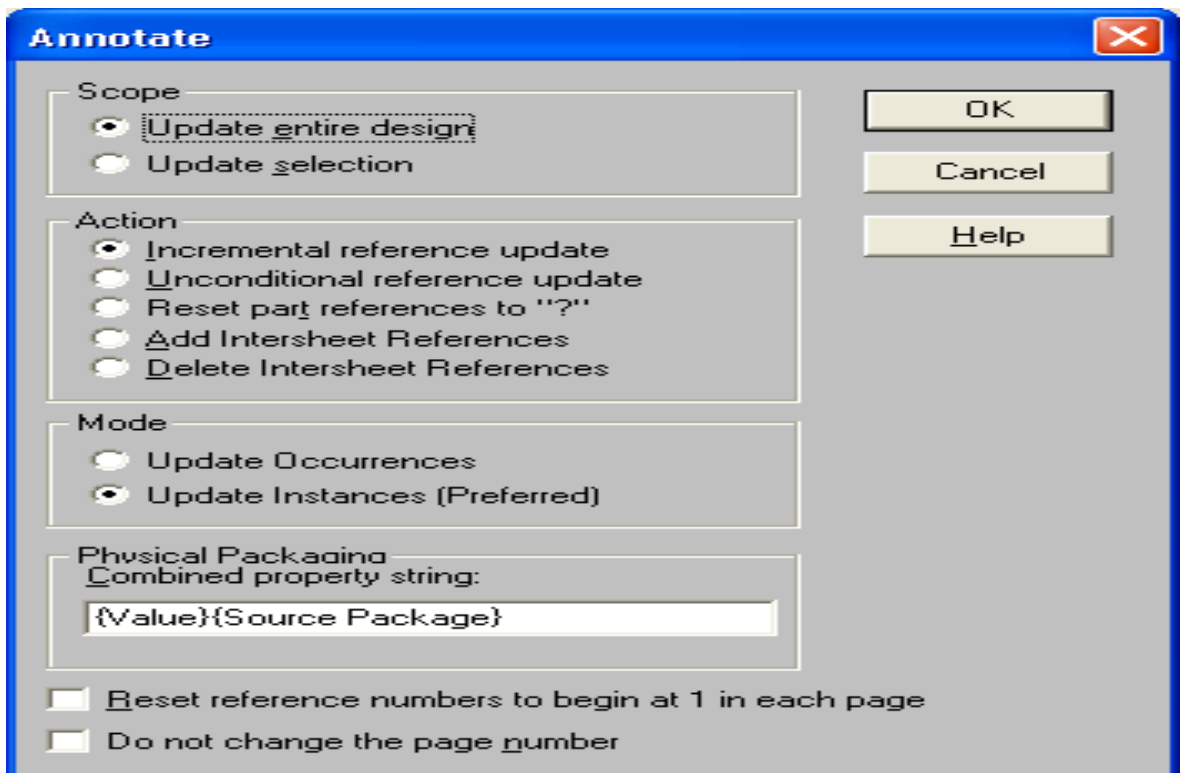 Annotate
Scope
Update entire design
Update selection
OK
Cancel
Help
Action
Incremental reference update
Unconditional reference update
Reset part references to "?"
Add Intersheet References
Delete Intersheet References
Mode
Update Occurrences
Update Instances (Preferred)
Physical Packaging
Combined property string:
{Value}{Source Package}
Reset reference numbers to begin at 1 in each page
Do not change the page number